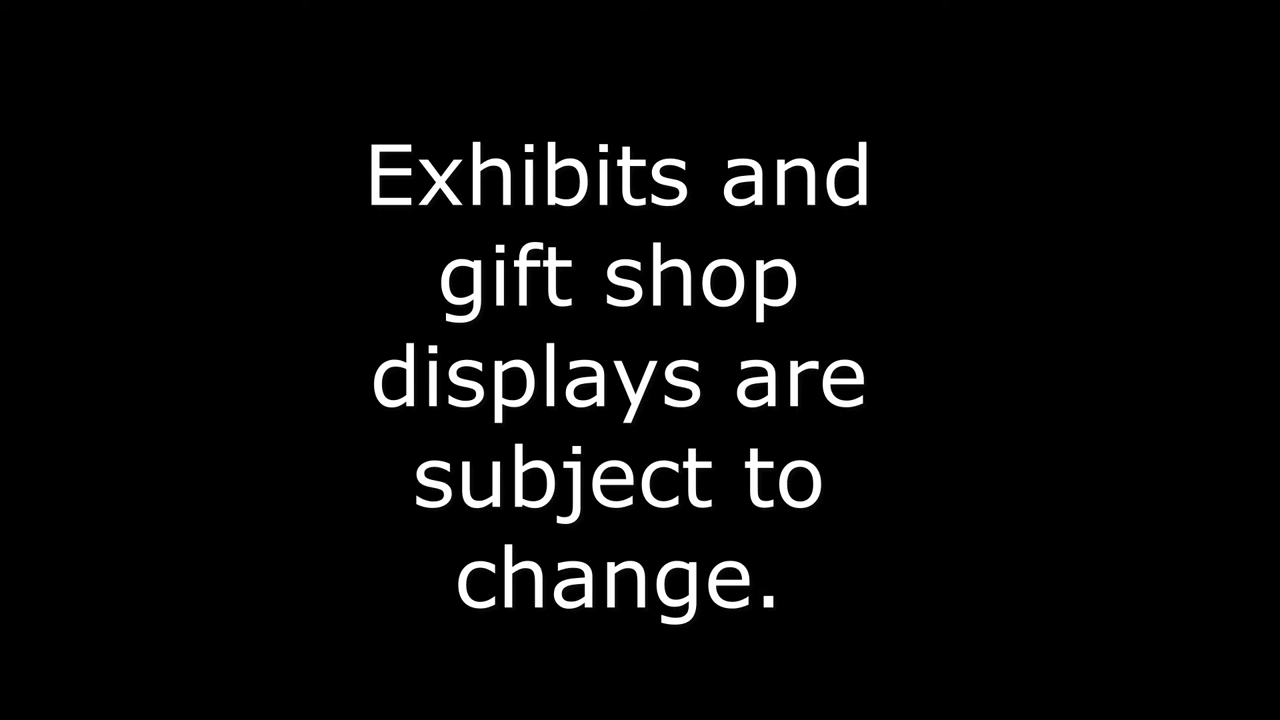 Exhibits and
gift shop
displays are
subject to
change.